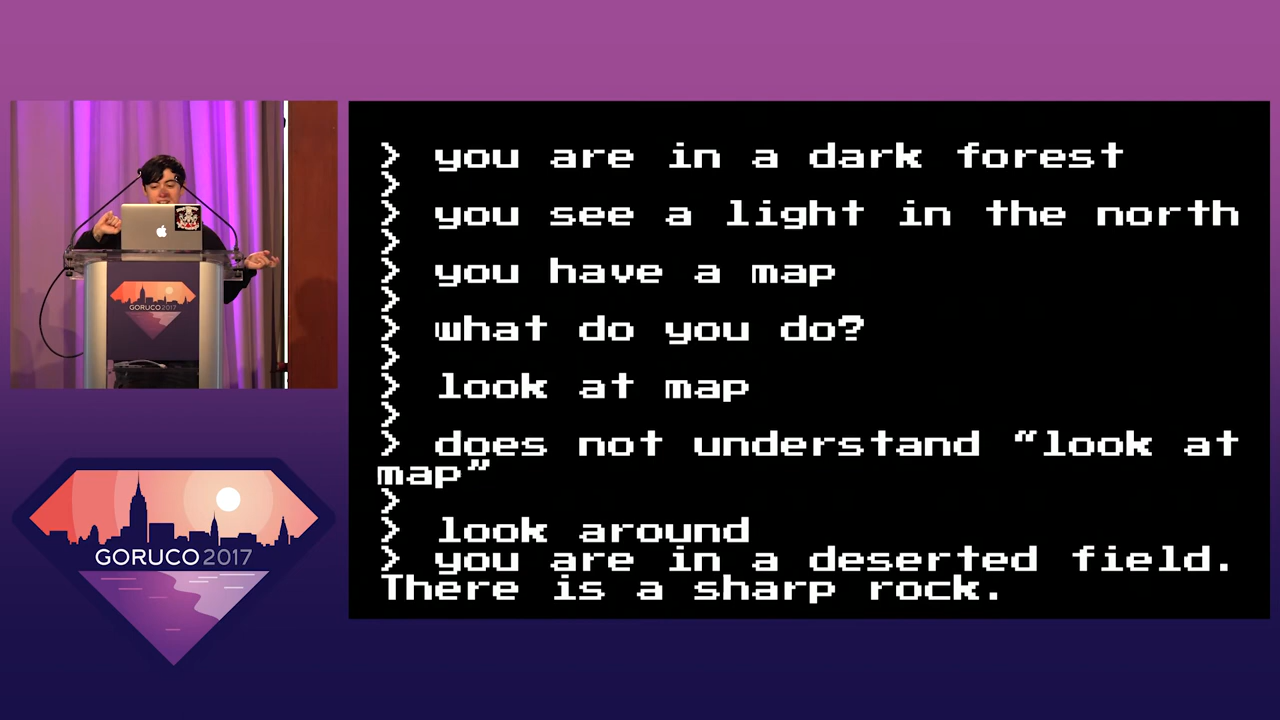 > you are in a dark forest
>
> you see a light in the north
>
> you have a map
>
> what do you do?
>
> look at map
>
> does not understand “look at
map”
>
> look around
> you are in a deserted field.
There is a sharp rock.
GORUCO 2017
GORUCO 2017